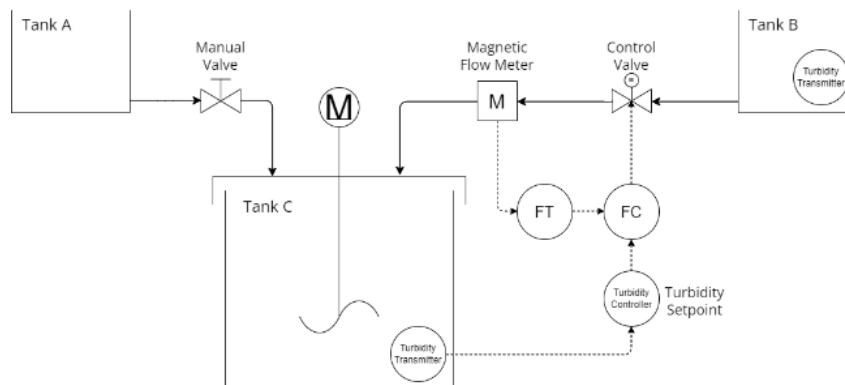 Tank A
Manual
Valve
M
Magnetic
Flow Meter
M
Control
Valve
=
Tank B
Turbidity
Transmitter
Tank C
FT
FC
Turbidity
Controller
Turbidity
Setpoint
Turbidity
Transmitter